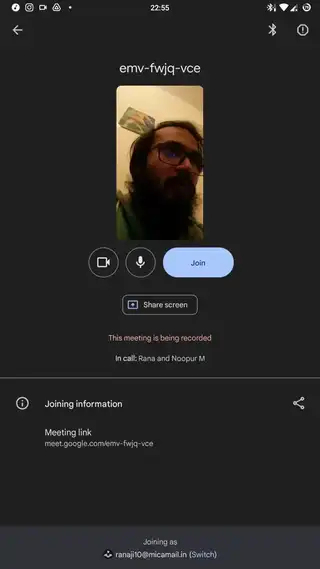 22:55
emv-fwjq-vce
Join
Share screen
This meeting is being recorded
In call: Rana and Noopur M
Joining information
Meeting link
meet.google.com/emv-fwjq-vce
Joining as
ranaji10@micamail.in (Switch)